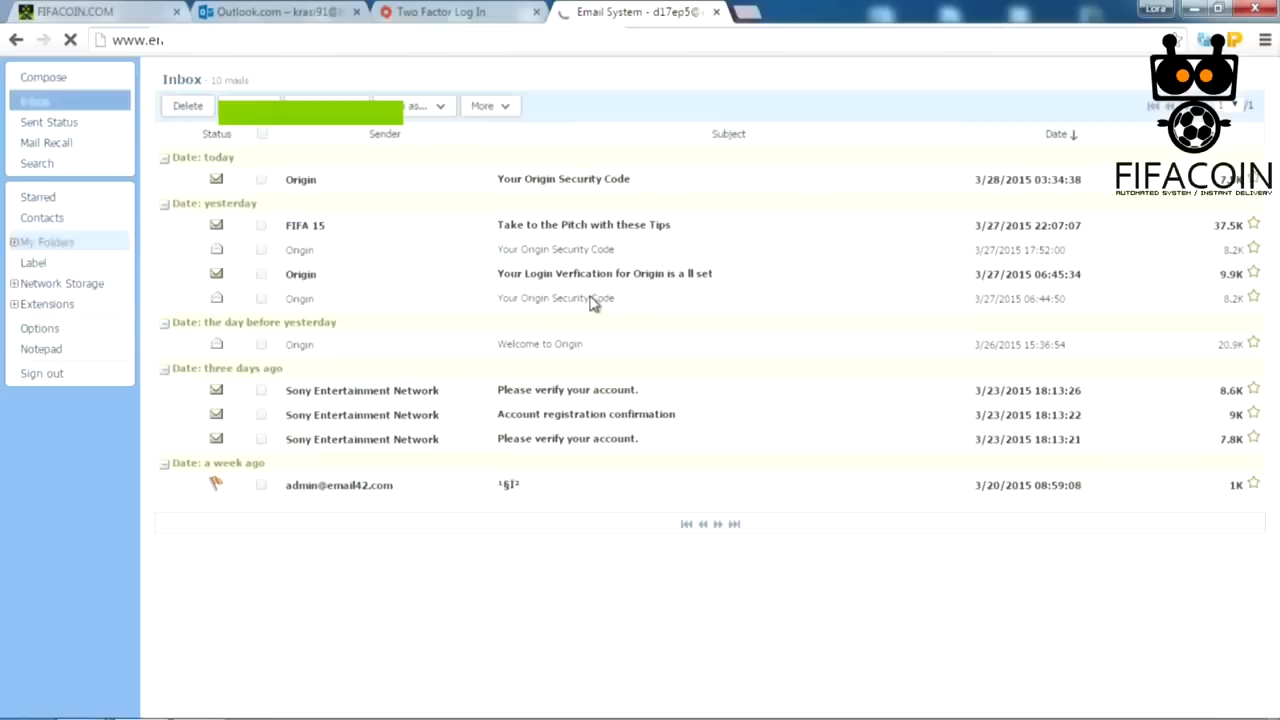 FIFACOIN.COM
Outlook.com – krasi91@
Two Factor Log In
Email System - d17ep5@
Lora
www.
Compose
Inbox
Sent Status
Mail Recall
Search
Starred
Contacts
My Folders
Label
Network Storage
Extensions
Options
Notepad
Sign out
Inbox - 10 mails
Delete as... More /1
Status Sender Subject Date
Date: today
Origin Your Origin Security Code 3/28/2015 03:34:38
Date: yesterday
FIFA 15 Take to the Pitch with these Tips 3/27/2015 22:07:07 37.5K
Origin Your Origin Security Code 3/27/2015 17:52:00 8.2K
Origin Your Login Verfication for Origin is a ll set 3/27/2015 06:45:34 9.9K
Origin Your Origin Security Code 3/27/2015 06:44:50 8.2K
Date: the day before yesterday
Origin Welcome to Origin 3/26/2015 15:36:54 20.9K
Date: three days ago
Sony Entertainment Network Please verify your account. 3/23/2015 18:13:26 8.6K
Sony Entertainment Network Account registration confirmation 3/23/2015 18:13:22 9K
Sony Entertainment Network Please verify your account. 3/23/2015 18:13:21 7.8K
Date: a week ago
admin@email42.com ¹§Ï² 3/20/2015 08:59:08 1K
FIFACOIN
AUTOMATED SYSTEM / INSTANT DELIVERY